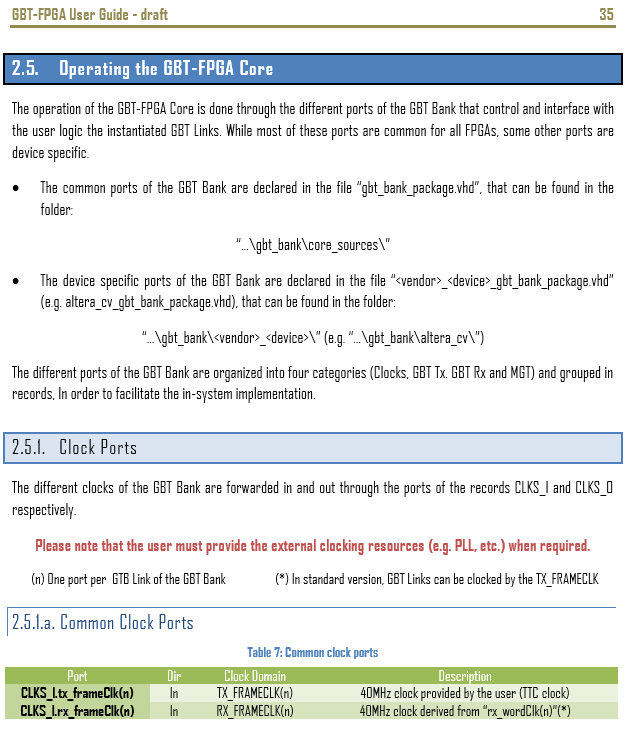 GBT-FPGA User Guide - draft 35
2.5. Operating the GBT-FPGA Core
The operation of the GBT-FPGA Core is done through the different ports of the GBT Bank that control and interface with
the user logic the instantiated GBT Links. While most of these ports are common for all FPGAs, some other ports are
device specific.
• The common ports of the GBT Bank are declared in the file “gbt_bank_package.vhd”, that can be found in the
folder:
“...\gbt_bank\core_sources\”
• The device specific ports of the GBT Bank are declared in the file “<vendor>_<device>_gbt_bank_package.vhd”
(e.g. altera_cv_gbt_bank_package.vhd), that can be found in the folder:
“...\gbt_bank\<vendor>_<device>\” (e.g. “...\gbt_bank\altera_cv\”)
The different ports of the GBT Bank are organized into four categories (Clocks, GBT Tx. GBT Rx and MGT) and grouped in
records, In order to facilitate the in-system implementation.
2.5.1. Clock Ports
The different clocks of the GBT Bank are forwarded in and out through the ports of the records CLKS_I and CLKS_O
respectively.
Please note that the user must provide the external clocking resources (e.g. PLL, etc.) when required.
(n) One port per GTB Link of the GBT Bank (*) In standard version, GBT Links can be clocked by the TX_FRAMECLK
2.5.1.a. Common Clock Ports
Table 7: Common clock ports
Port Dir Clock Domain Description
CLKS_I.tx_frameClk(n) In TX_FRAMECLK(n) 40MHz clock provided by the user (TTC clock)
CLKS_I.rx_frameClk(n) In RX_FRAMECLK(n) 40MHz clock derived from “rx_wordClk(n)”(*)